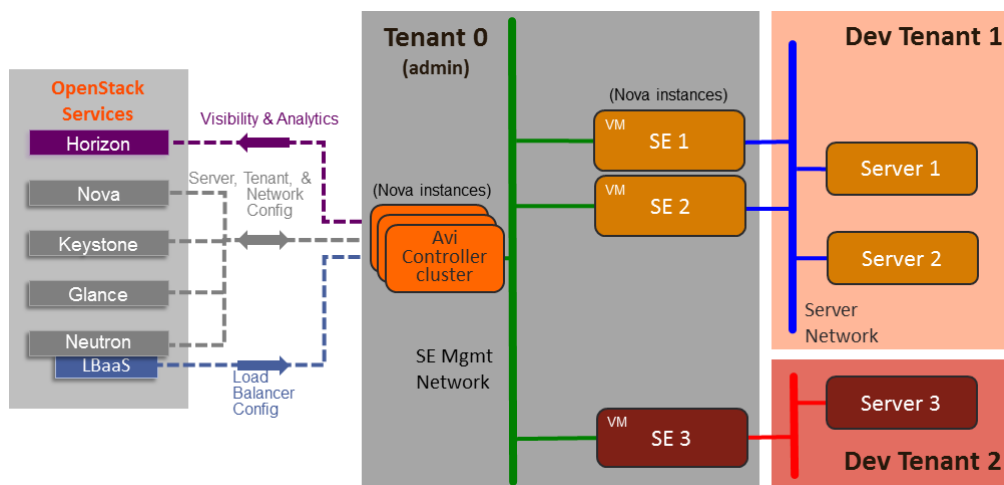 OpenStack
Services
Horizon
Nova
Keystone
Glance
Neutron
LBaaS
Visibility & Analytics
Server, Tenant, &
Network
Config
Load
Balancer
Config
Tenant 0
(admin)
(Nova instances)
Avi
Controller
cluster
SE Mgmt
Network
(Nova instances)
VM
SE 1
VM
SE 2
VM
SE 3
Dev Tenant 1
Server 1
Server 2
Server
Network
Server 3
Dev Tenant 2